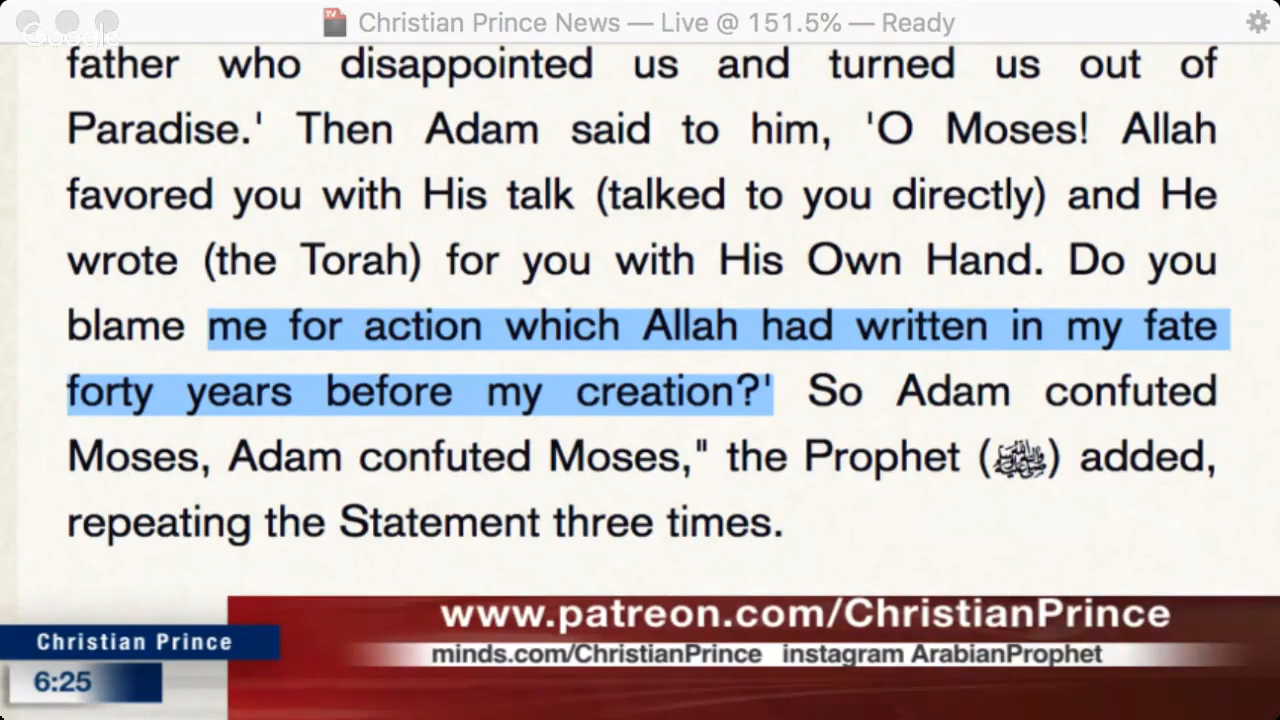 Christian Prince News — Live @ 151.5% — Ready
Google
father who disappointed us and turned us out of
Paradise.' Then Adam said to him, 'O Moses! Allah
favored you with His talk (talked to you directly) and He
wrote (the Torah) for you with His Own Hand. Do you
blame me for action which Allah had written in my fate
forty years before my creation?' So Adam confuted
Moses, Adam confuted Moses," the Prophet (ﷺ) added,
repeating the Statement three times.
www.patreon.com/ChristianPrince
Christian Prince
minds.com/ChristianPrince instagram ArabianProphet
6:25